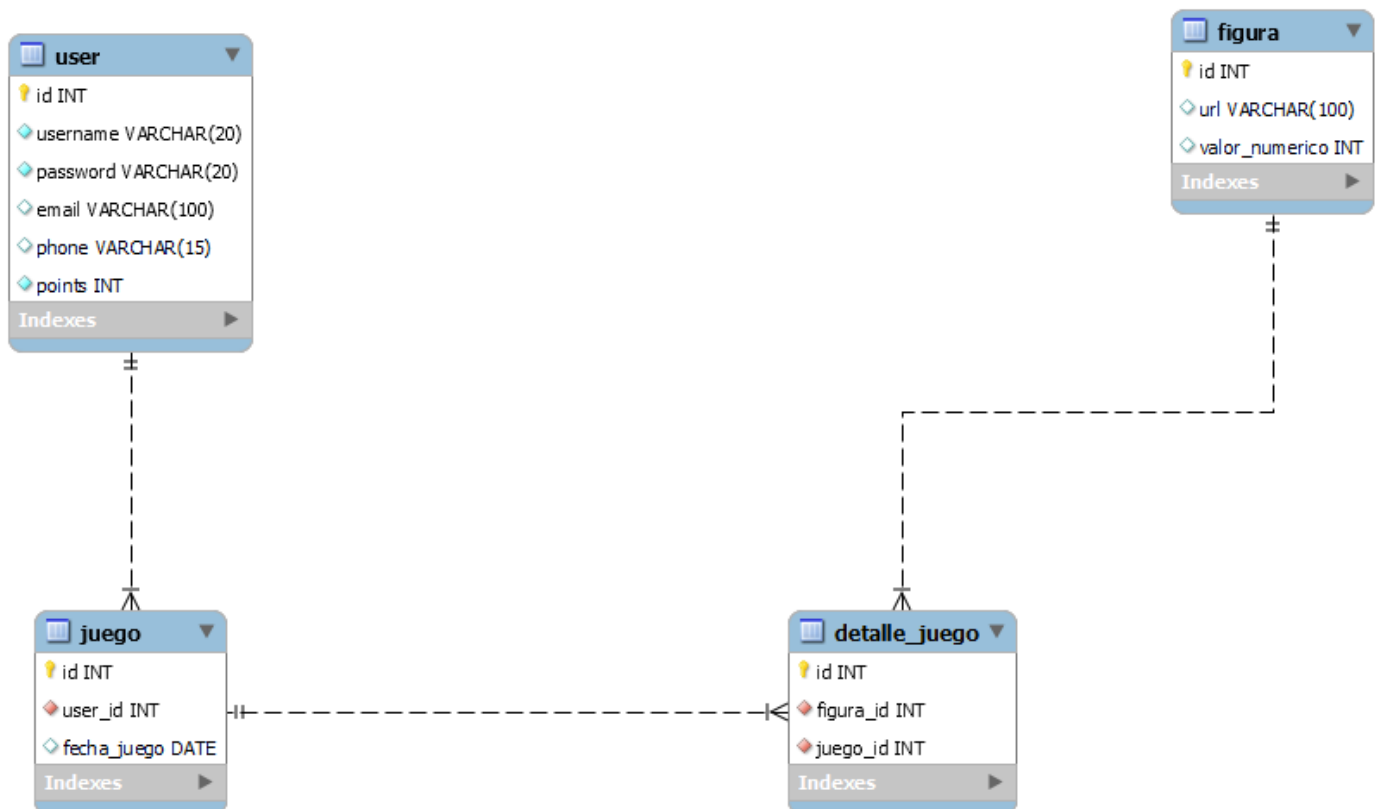 user
id INT
username VARCHAR(20)
password VARCHAR(20)
email VARCHAR(100)
phone VARCHAR(15)
points INT
Indexes
figura
id INT
url VARCHAR(100)
valor_numerico INT
Indexes
juego
id INT
user_id INT
fecha_juego DATE
Indexes
detalle_juego
id INT
figura_id INT
juego_id INT
Indexes